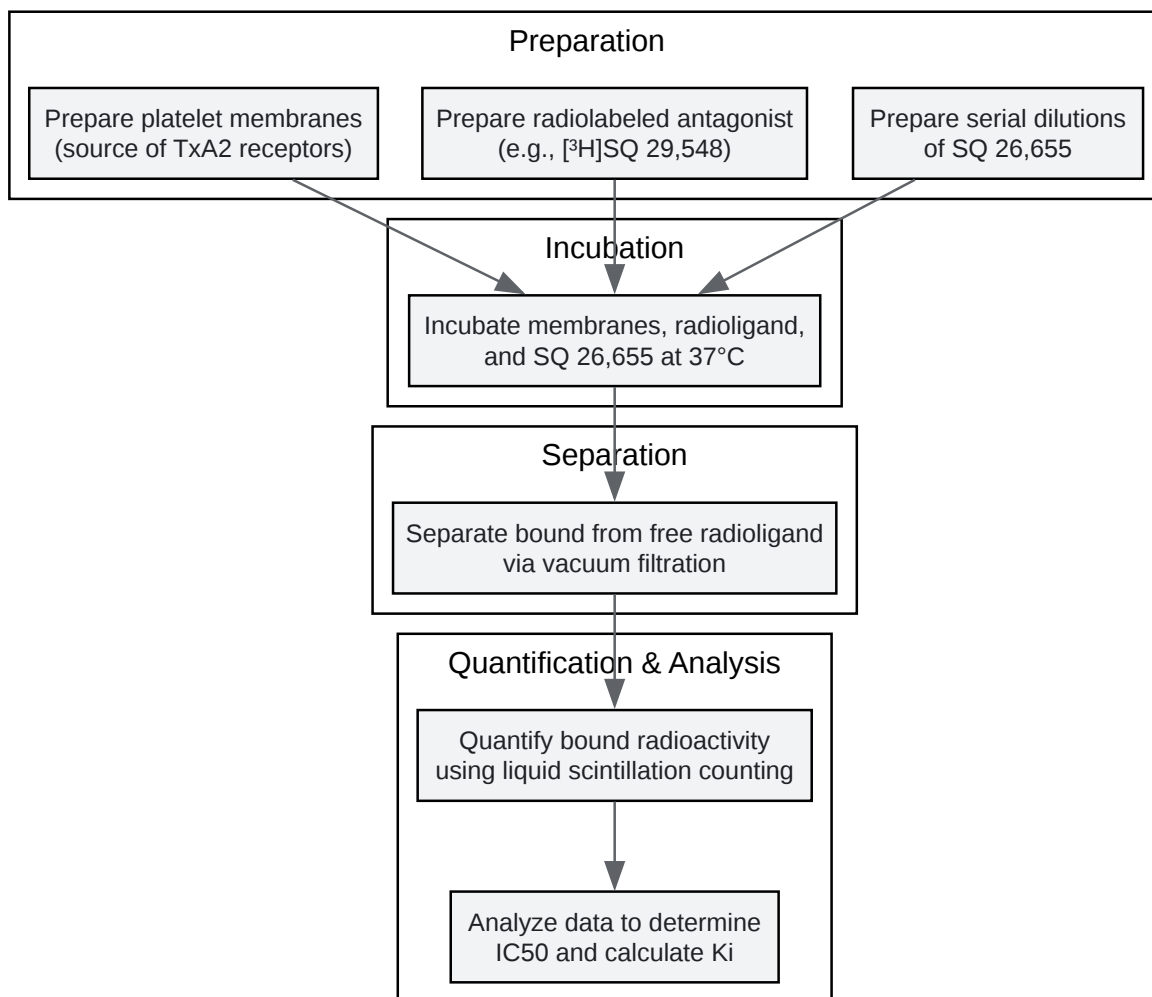 Preparation
Prepare platelet membranes
(source of TxA2 receptors)
Prepare radiolabeled antagonist
(e.g., [³H]SQ 29,548)
Prepare serial dilutions
of SQ 26,655
Incubation
Incubate membranes, radioligand,
and SQ 26,655 at 37°C
Separation
Separate bound from free radioligand
via vacuum filtration
Quantification & Analysis
Quantify bound radioactivity
using liquid scintillation counting
Analyze data to determine
IC50 and calculate Ki